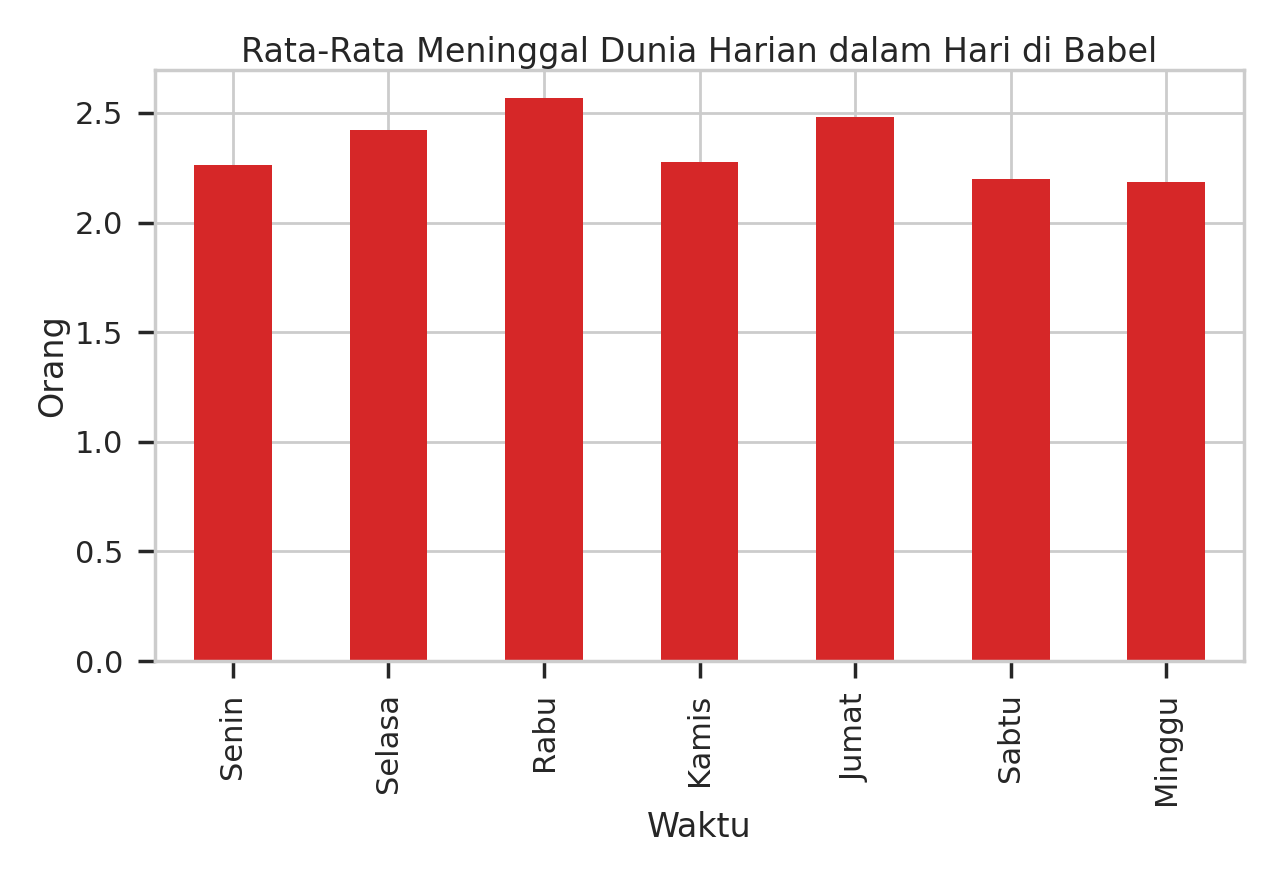 Rata-Rata Meninggal Dunia Harian dalam Hari di Babel
2.5
2.0
1.5
1.0
0.5
0.0
Orang
Senin
Selasa
Rabu
Kamis
Jumat
Sabtu
Minggu
Waktu